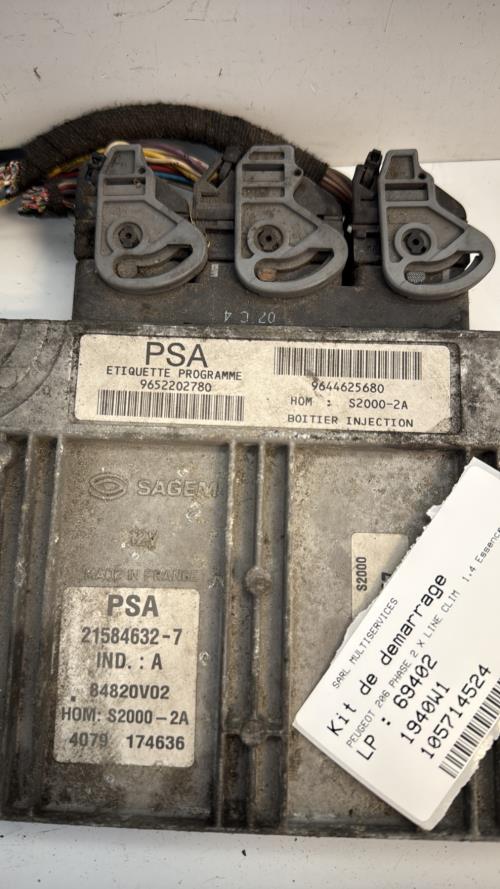 07 C 4
PSA
ETIQUETTE PROGRAMME
9652202780
9644625680
HOM : S2000-2A
BOITIER INJECTION
SAGEM
12V
MADE IN FRANCE
PSA
21584632-7
IND. : A
84820V02
HOM: S2000-2A
4079 174636
S2000
SARL MULTISERVICES
Kit de demarrage
PEUGEOT 206 PHASE 2 X LINE CLIM 1.4 Essence
LP : 69402
1940W1
105714524